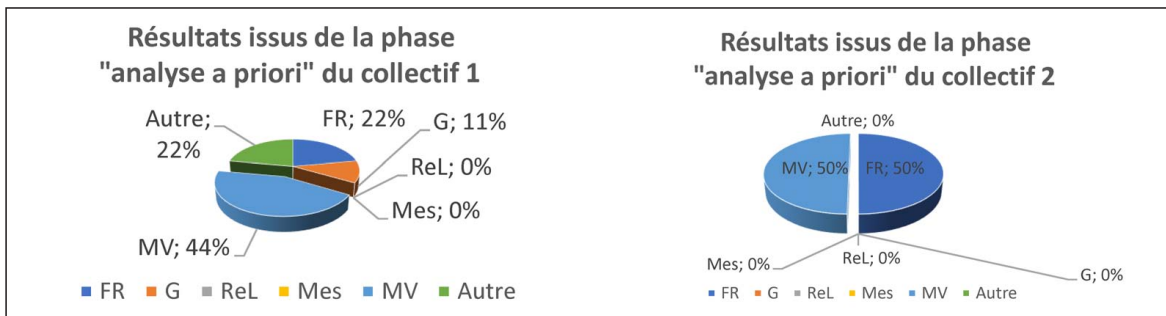 Résultats issus de la phase
"analyse a priori" du collectif 1
Autre;
22%
FR; 22%
G; 11%
ReL; 0%
Mes; 0%
MV; 44%
FR G ReL Mes MV Autre
Résultats issus de la phase
"analyse a priori" du collectif 2
Autre; 0%
MV; 50%
FR; 50%
Mes; 0%
ReL; 0%
G; 0%
FR G ReL Mes MV Autre